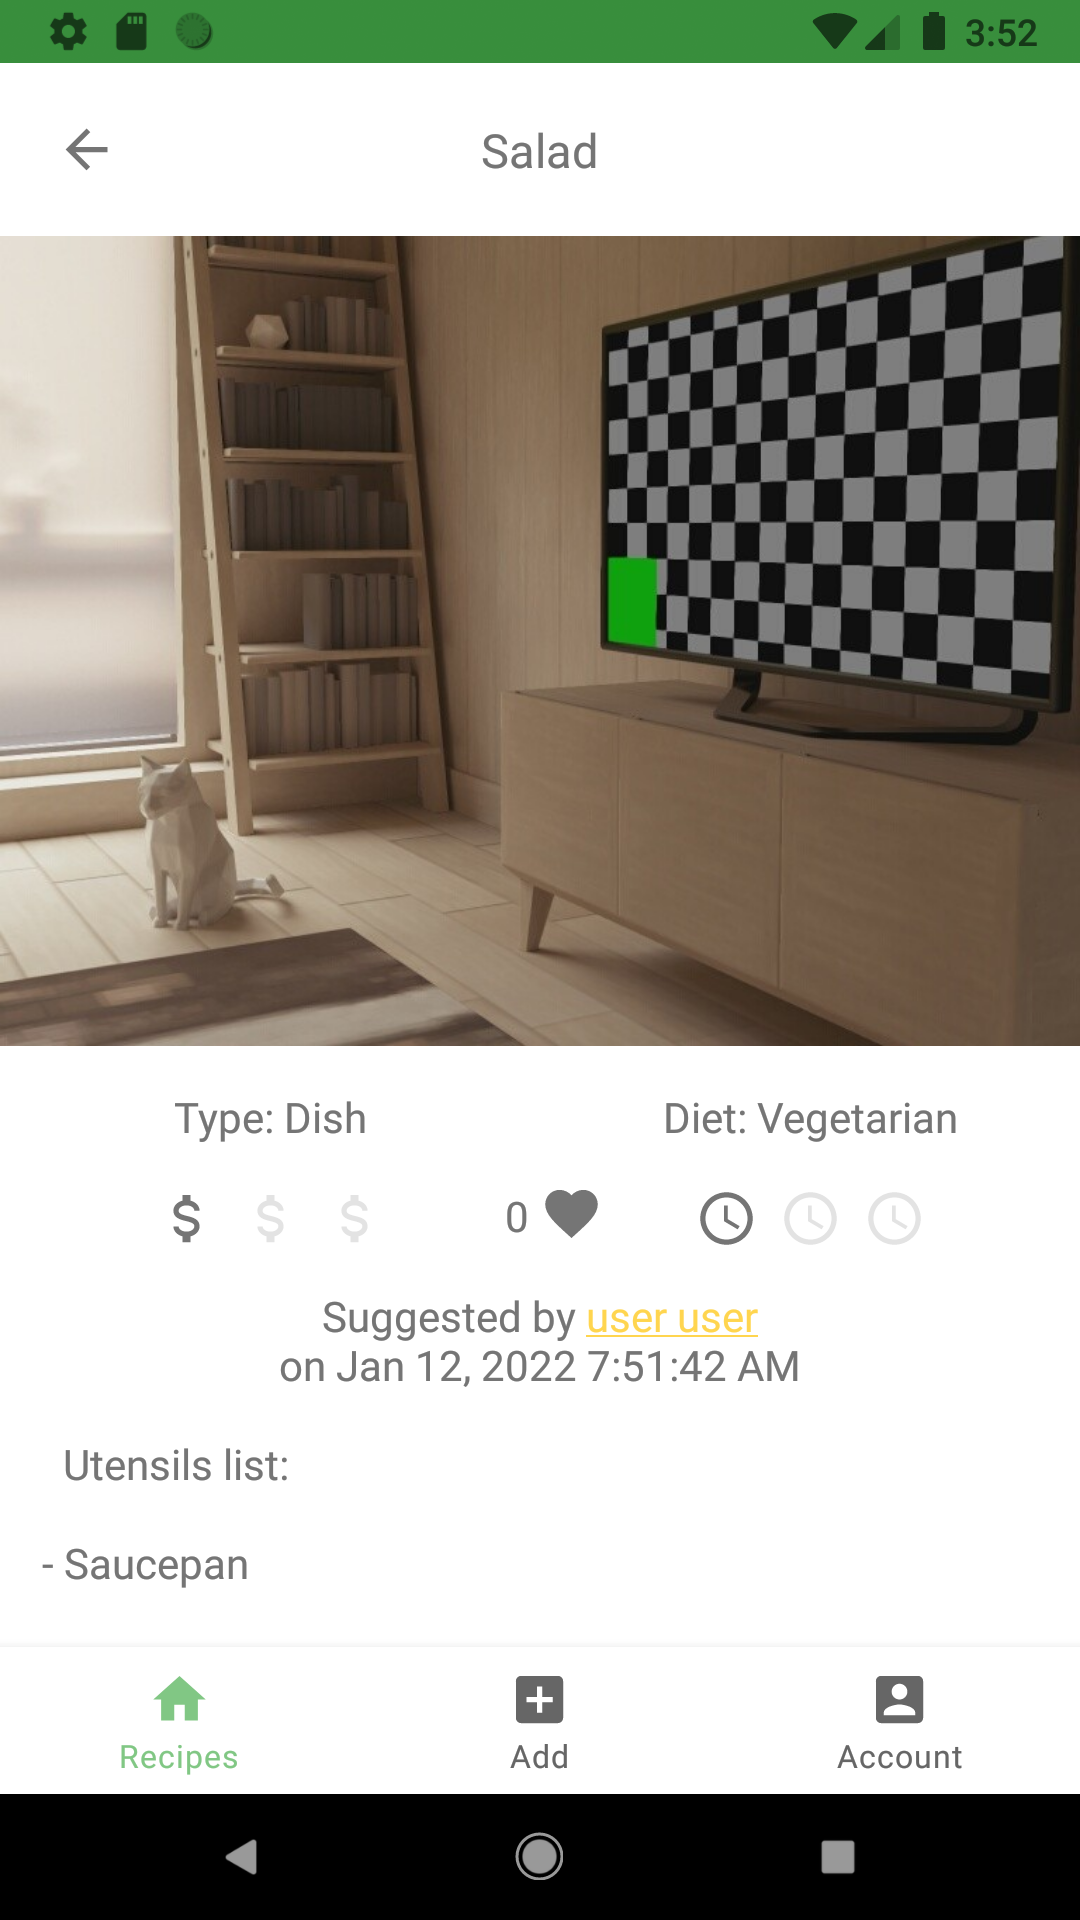 3:52
Salad
Type: Dish
Diet: Vegetarian
0
Suggested by user user
on Jan 12, 2022 7:51:42 AM
Utensils list:
- Saucepan
Recipes
Add
Account